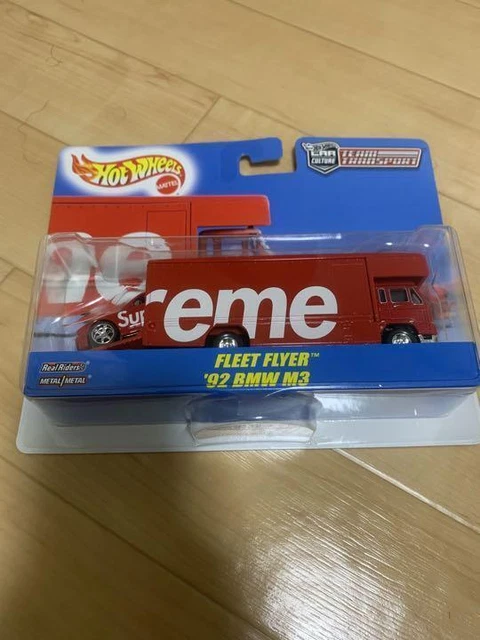 HOT WHEELS
MATTEL
CAR
CULTURE
TEAM
TRANSPORT
Sup
reme
Real Riders
METAL/METAL
FLEET FLYER™
'92 BMW M3